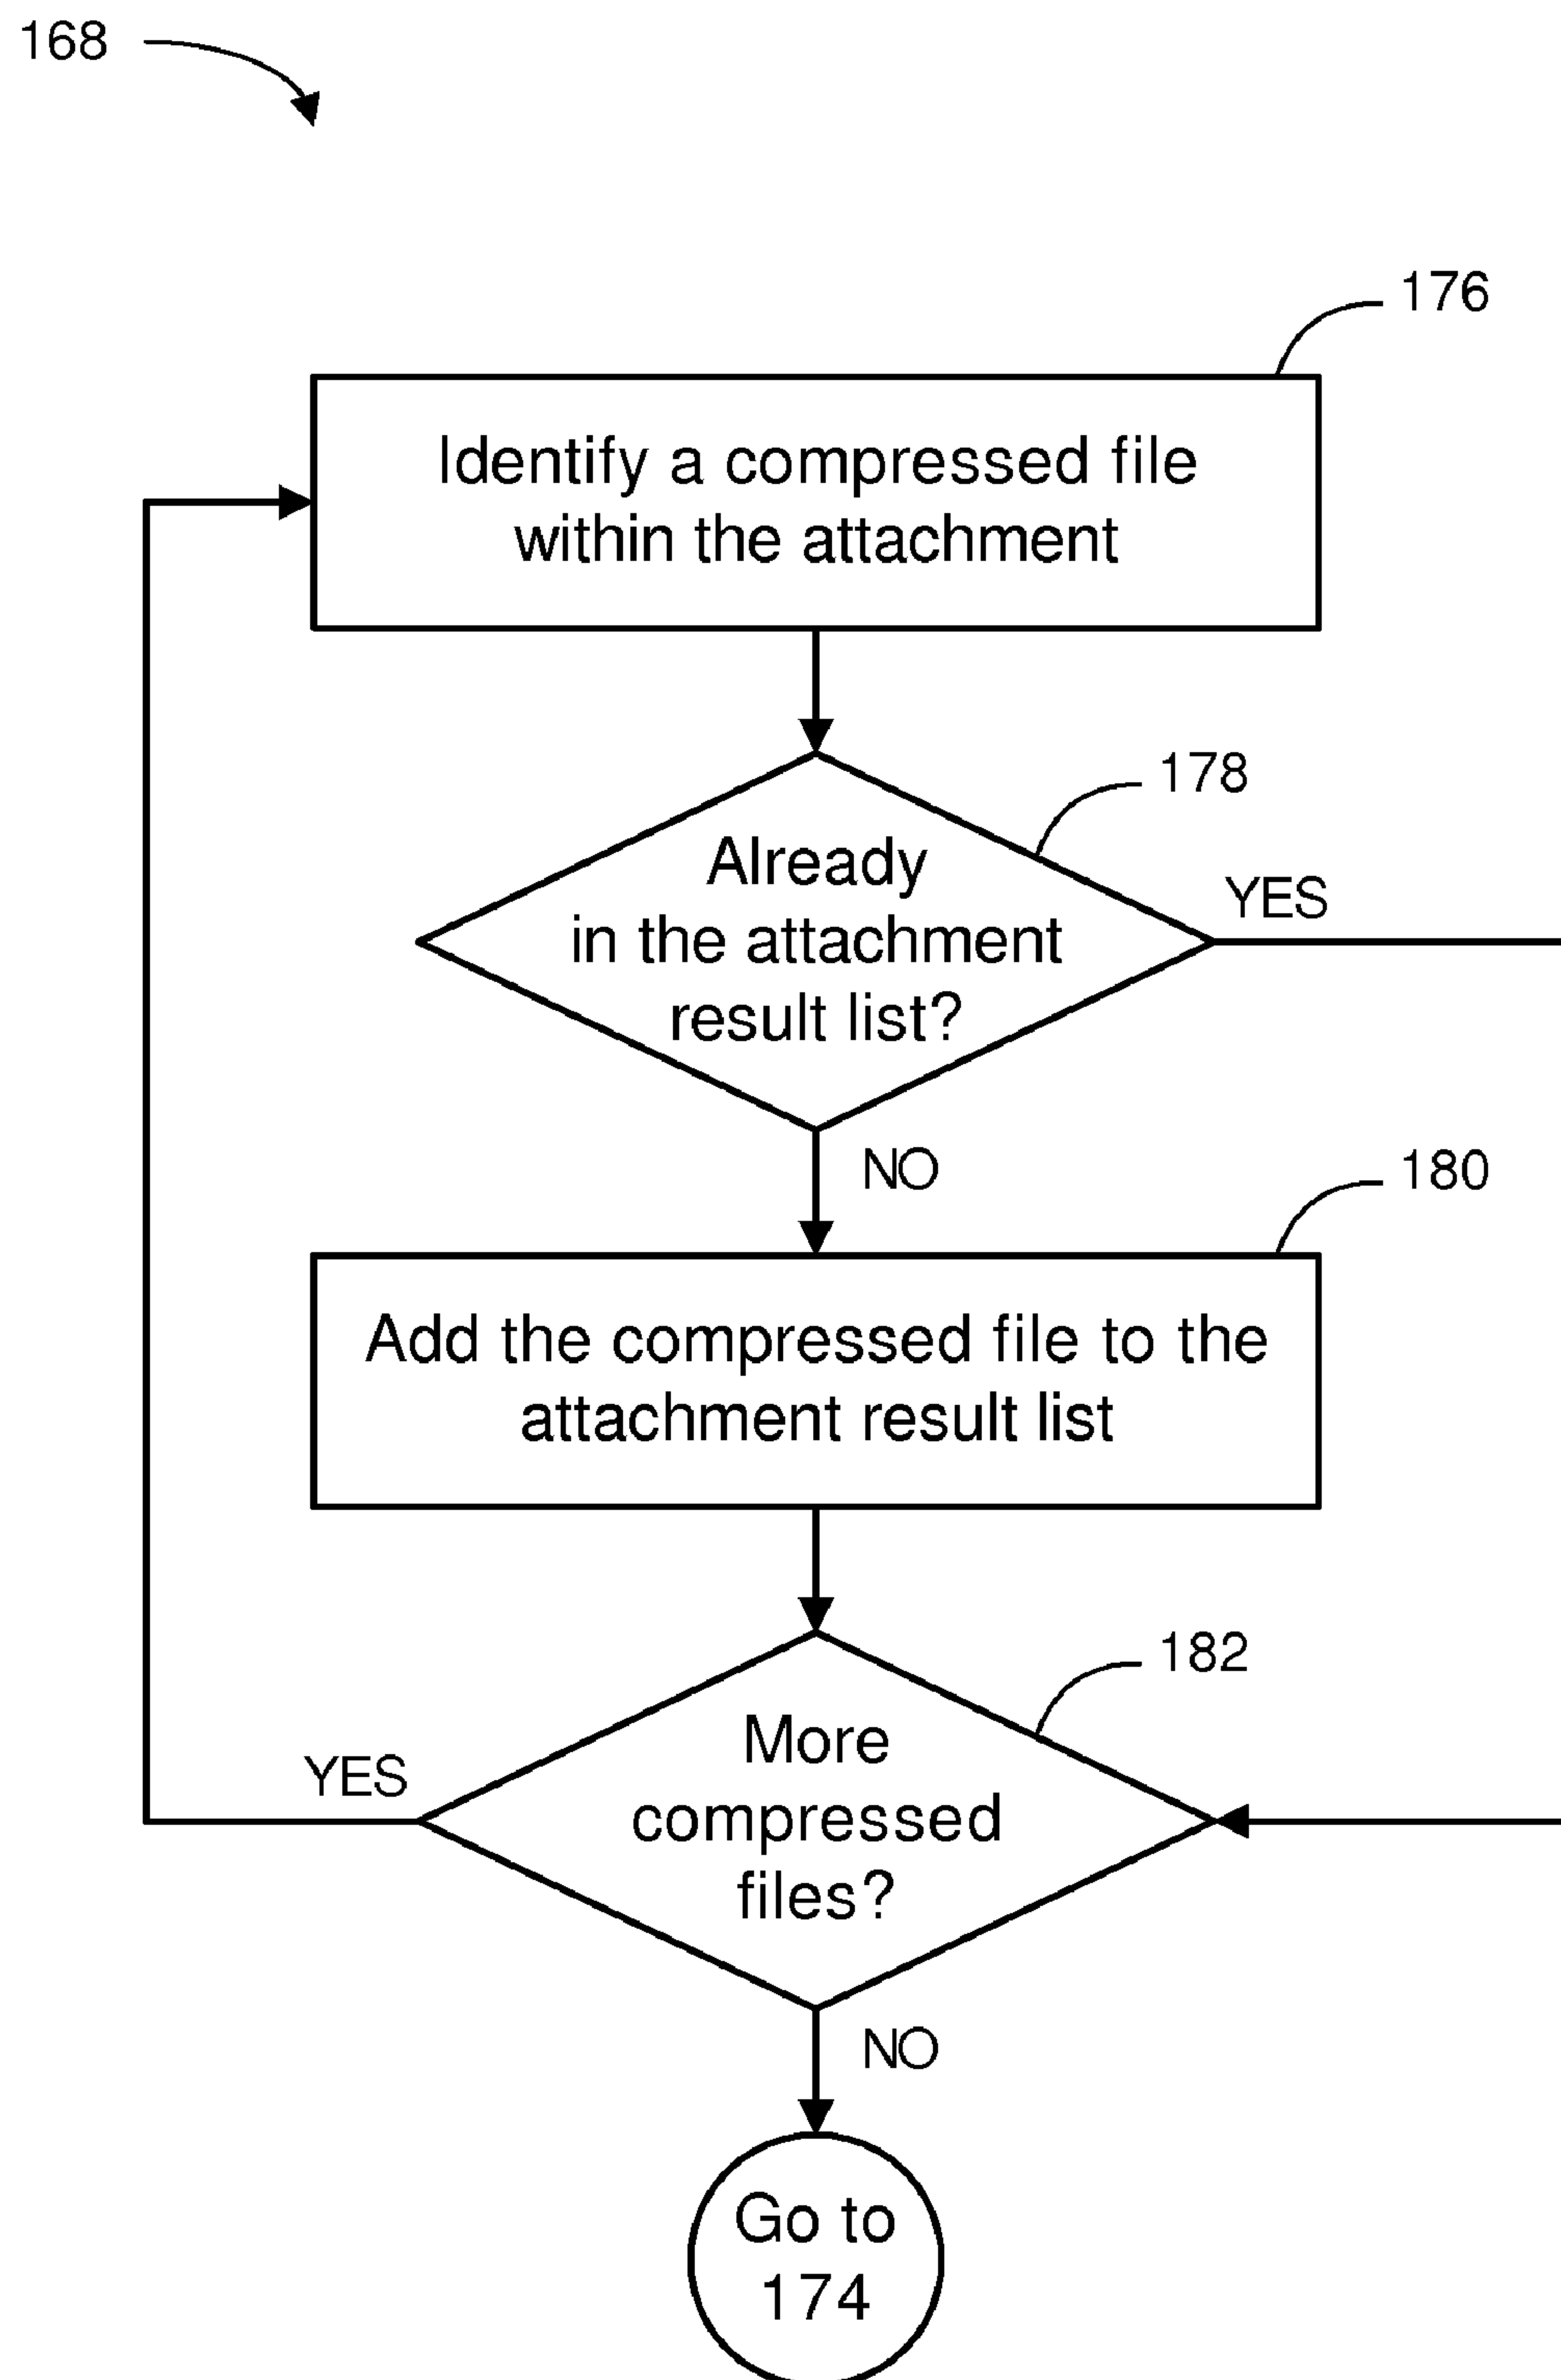 168
176
Identify a compressed file
within the attachment
178
Already
in the attachment
result list?
YES
NO
180
Add the compressed file to the
attachment result list
182
More
compressed
files?
YES
NO
Go to
174